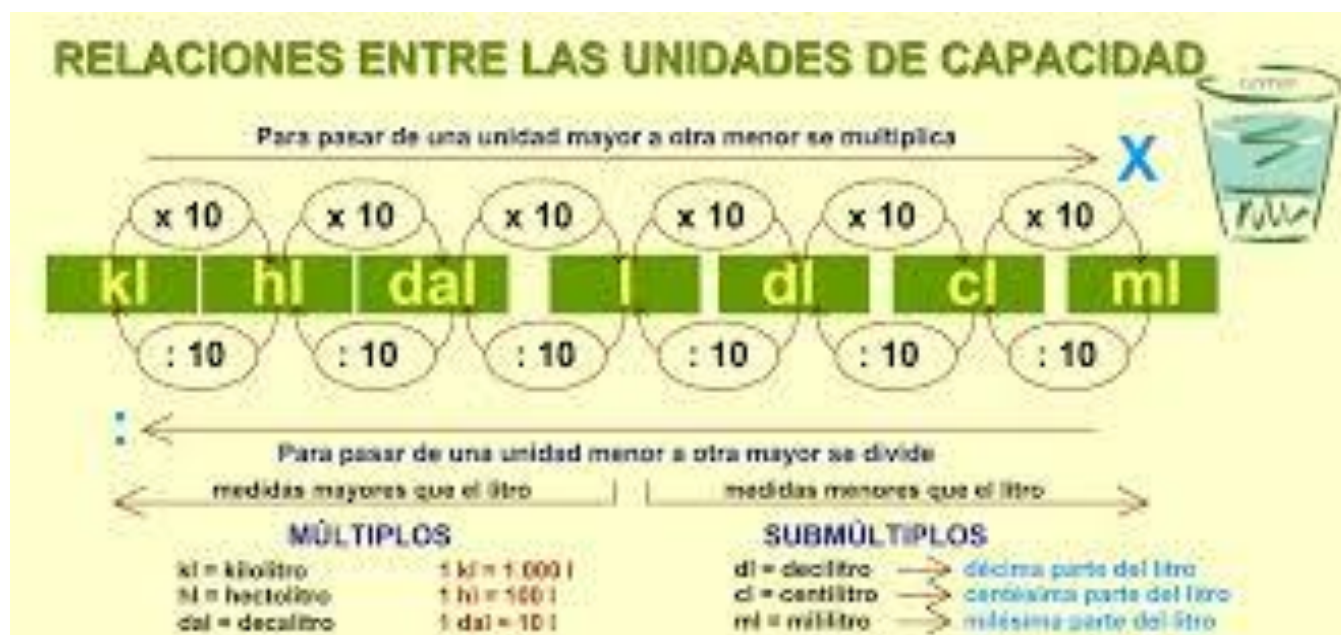 RELACIONES ENTRE LAS UNIDADES DE CAPACIDAD
Para pasar de una unidad mayor a otra menor se multiplica
X
x 10 x 10 x 10 x 10 x 10 x 10
kl hl dal l dl cl ml
: 10 : 10 : 10 : 10 : 10 : 10
:
Para pasar de una unidad menor a otra mayor se divide
medidas mayores que el litro
medidas menores que el litro
MÚLTIPLOS
kl = kilolitro 1 kl = 1.000 l
hl = hectolitro 1 hl = 100 l
dal = decalitro 1 dal = 10 l
SUBMÚLTIPLOS
dl = decilitro décima parte del litro
cl = centilitro centésima parte del litro
ml = mililitro milésima parte del litro